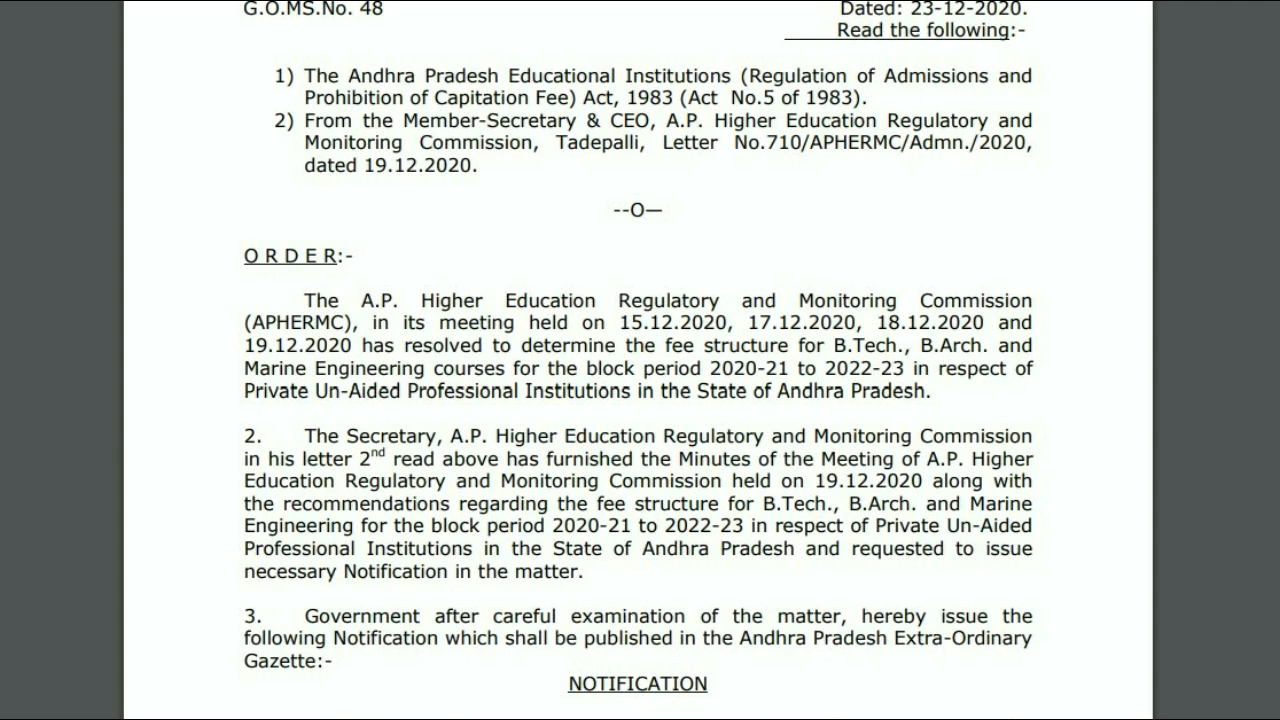 G.O.MS.No. 48 Dated: 23-12-2020.
Read the following:-
1) The Andhra Pradesh Educational Institutions (Regulation of Admissions and
Prohibition of Capitation Fee) Act, 1983 (Act No.5 of 1983).
2) From the Member-Secretary & CEO, A.P. Higher Education Regulatory and
Monitoring Commission, Tadepalli, Letter No.710/APHERMC/Admn./2020,
dated 19.12.2020.
--O—
O R D E R:-
The A.P. Higher Education Regulatory and Monitoring Commission
(APHERMC), in its meeting held on 15.12.2020, 17.12.2020, 18.12.2020 and
19.12.2020 has resolved to determine the fee structure for B.Tech., B.Arch. and
Marine Engineering courses for the block period 2020-21 to 2022-23 in respect of
Private Un-Aided Professional Institutions in the State of Andhra Pradesh.
2. The Secretary, A.P. Higher Education Regulatory and Monitoring Commission
in his letter 2nd read above has furnished the Minutes of the Meeting of A.P. Higher
Education Regulatory and Monitoring Commission held on 19.12.2020 along with
the recommendations regarding the fee structure for B.Tech., B.Arch. and Marine
Engineering for the block period 2020-21 to 2022-23 in respect of Private Un-Aided
Professional Institutions in the State of Andhra Pradesh and requested to issue
necessary Notification in the matter.
3. Government after careful examination of the matter, hereby issue the
following Notification which shall be published in the Andhra Pradesh Extra-Ordinary
Gazette:-
NOTIFICATION